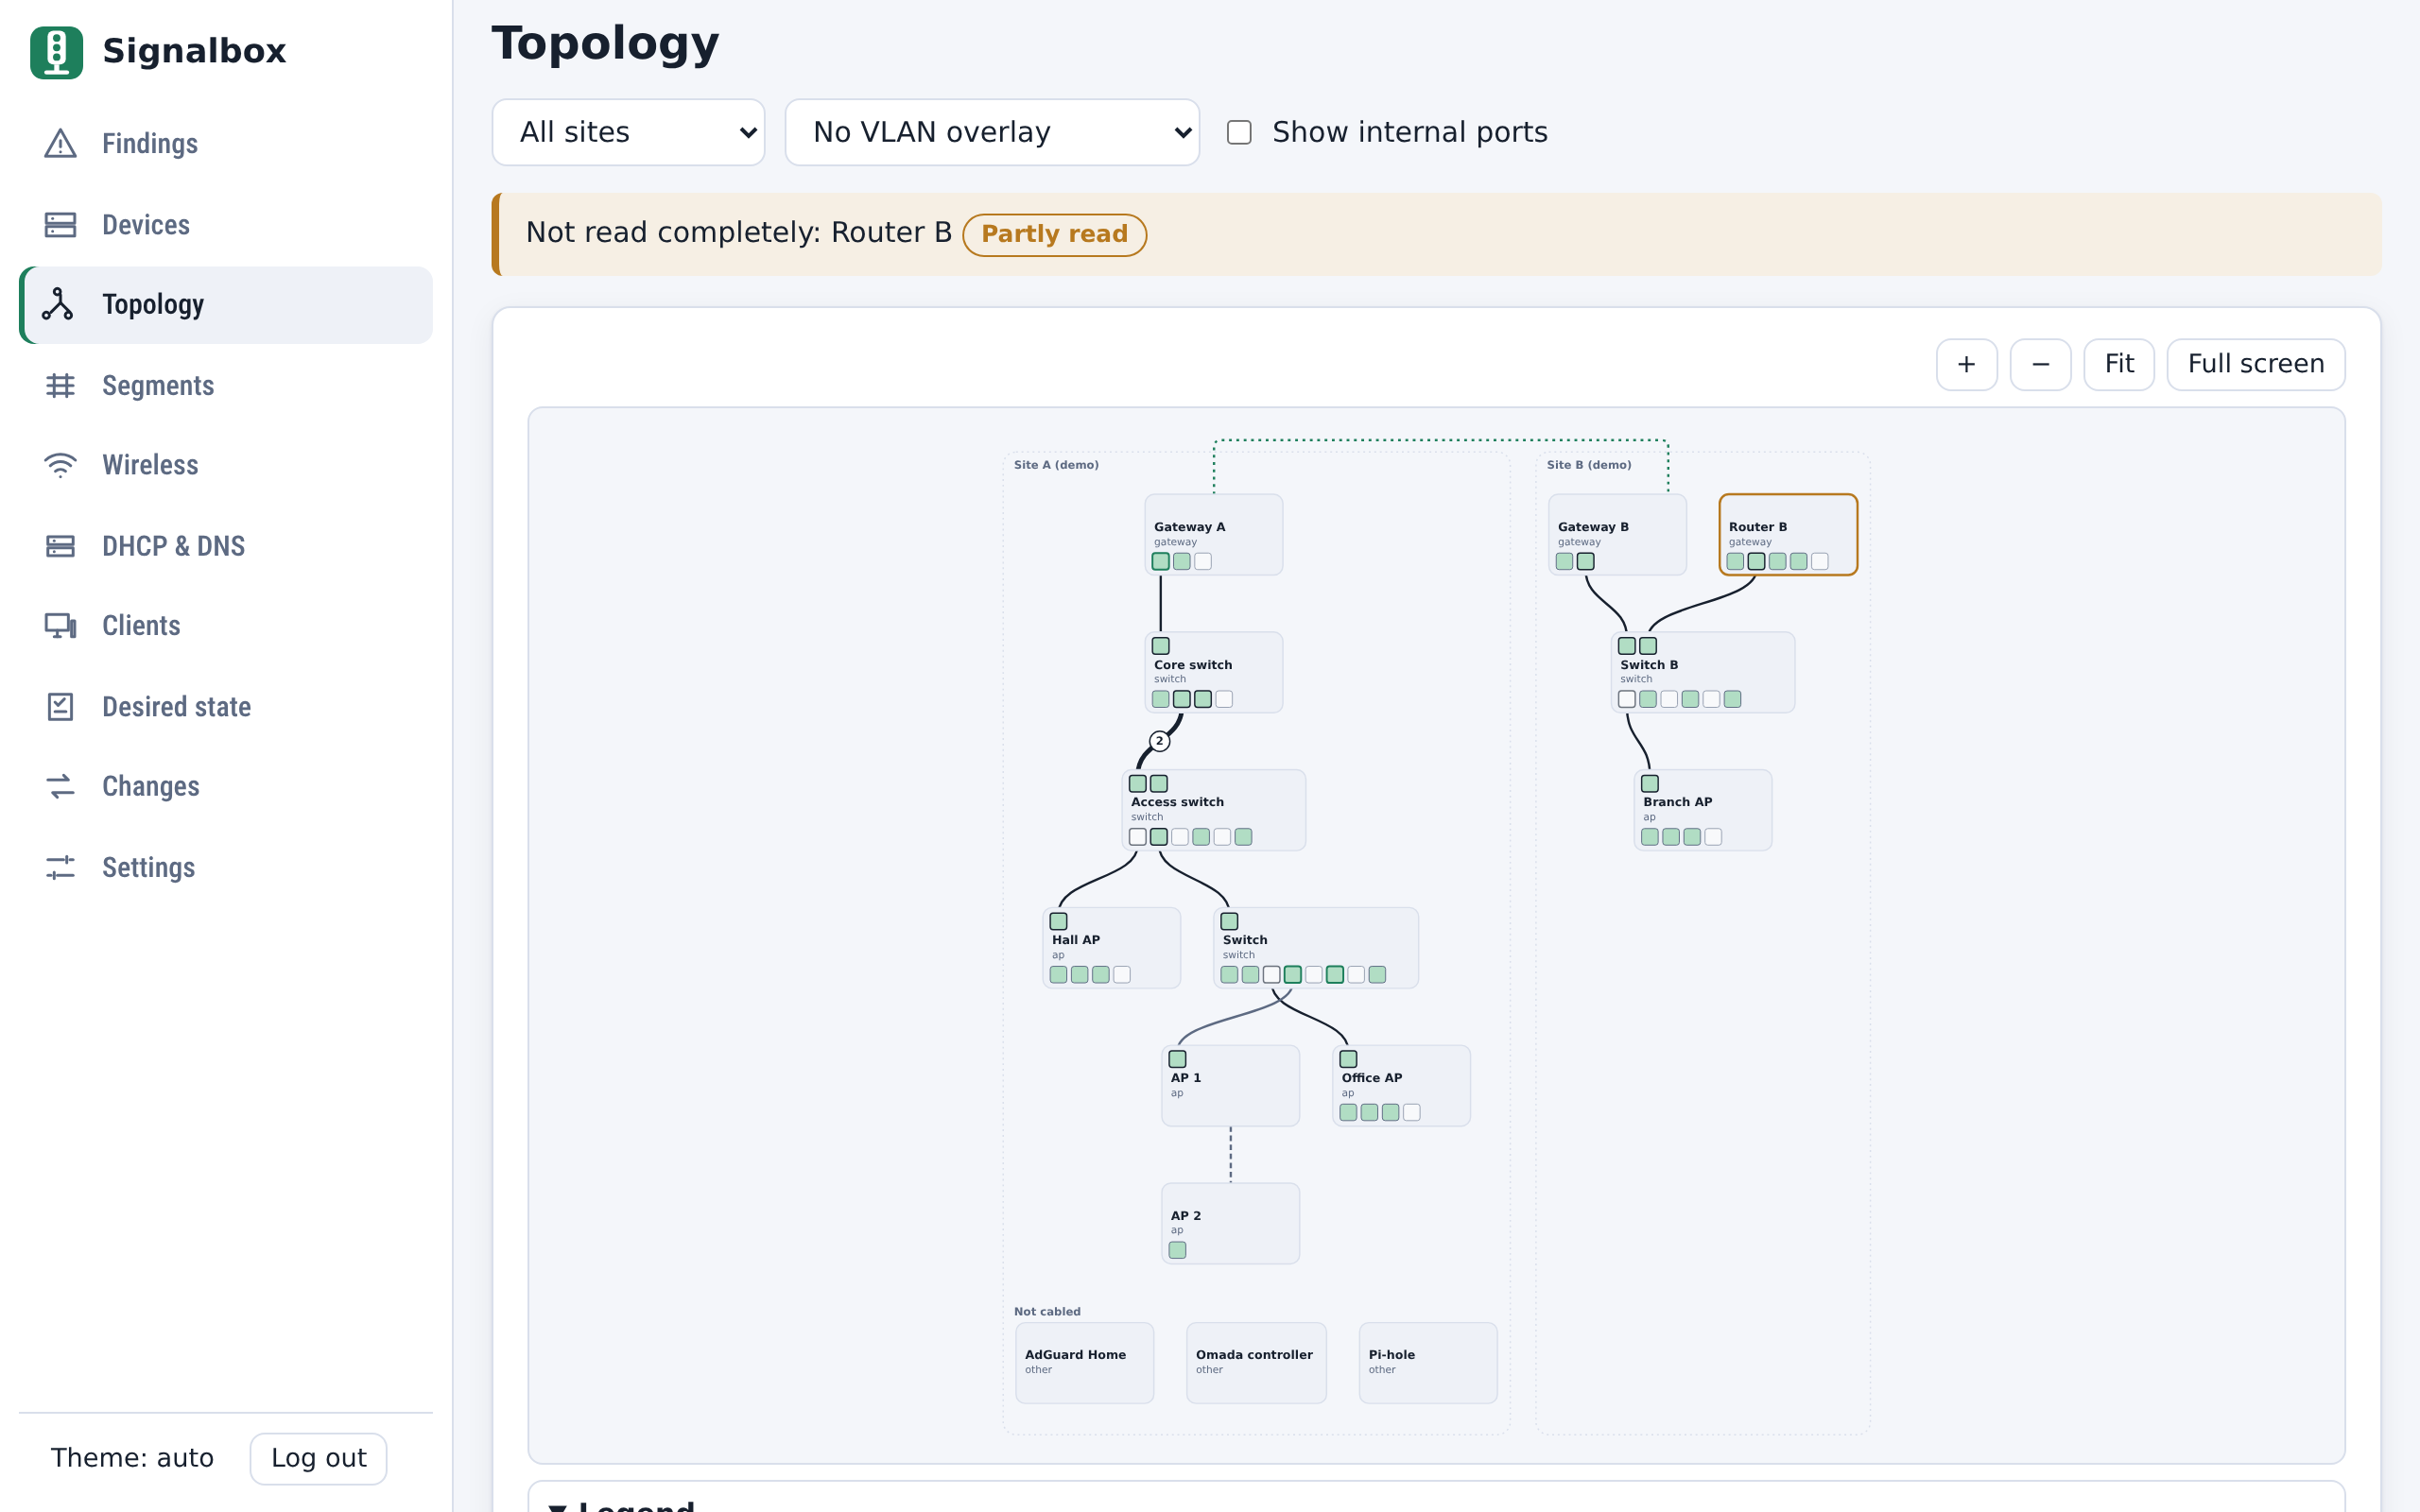 Signalbox
Findings
Devices
Topology
Segments
Wireless
DHCP & DNS
Clients
Desired state
Changes
Settings
Theme: auto
Log out
Topology
All sites
No VLAN overlay
Show internal ports
Not read completely: Router B Partly read
+
−
Fit
Full screen
Site A (demo)
Site B (demo)
Gateway A
gateway
Gateway B
gateway
Router B
gateway
Core switch
switch
Switch B
switch
2
Access switch
switch
Branch AP
ap
Hall AP
ap
Switch
switch
AP 1
ap
Office AP
ap
AP 2
ap
Not cabled
AdGuard Home
other
Omada controller
other
Pi-hole
other
Legend